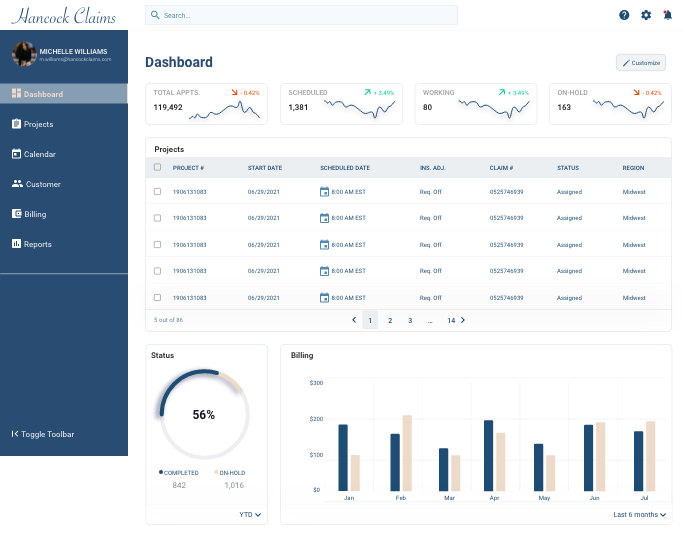 Hancock Claims
Search...
MICHELLE WILLIAMS
m.williams@hancockclaims.com
Dashboard
Projects
Calendar
Customer
Billing
Reports
Toggle Toolbar
Dashboard
Customize
TOTAL APPTS. - 0.42%
119,492
SCHEDULED + 3.49%
1,381
WORKING + 3.49%
80
ON-HOLD - 0.42%
163
Projects
PROJECT # START DATE SCHEDULED DATE INS. ADJ. CLAIM # STATUS REGION
1906131083 06/29/2021 8:00 AM EST Req. Off 0525746939 Assigned Midwest
1906131083 06/29/2021 8:00 AM EST Req. Off 0525746939 Assigned Midwest
1906131083 06/29/2021 8:00 AM EST Req. Off 0525746939 Assigned Midwest
1906131083 06/29/2021 8:00 AM EST Req. Off 0525746939 Assigned Midwest
1906131083 06/29/2021 8:00 AM EST Req. Off 0525746939 Assigned Midwest
5 out of 86 1 2 3 ... 14
Status
56%
COMPLETED ON-HOLD
842 1,016
YTD
Billing
$300
$200
$100
$0
Jan Feb Mar Apr May Jun Jul
Last 6 months